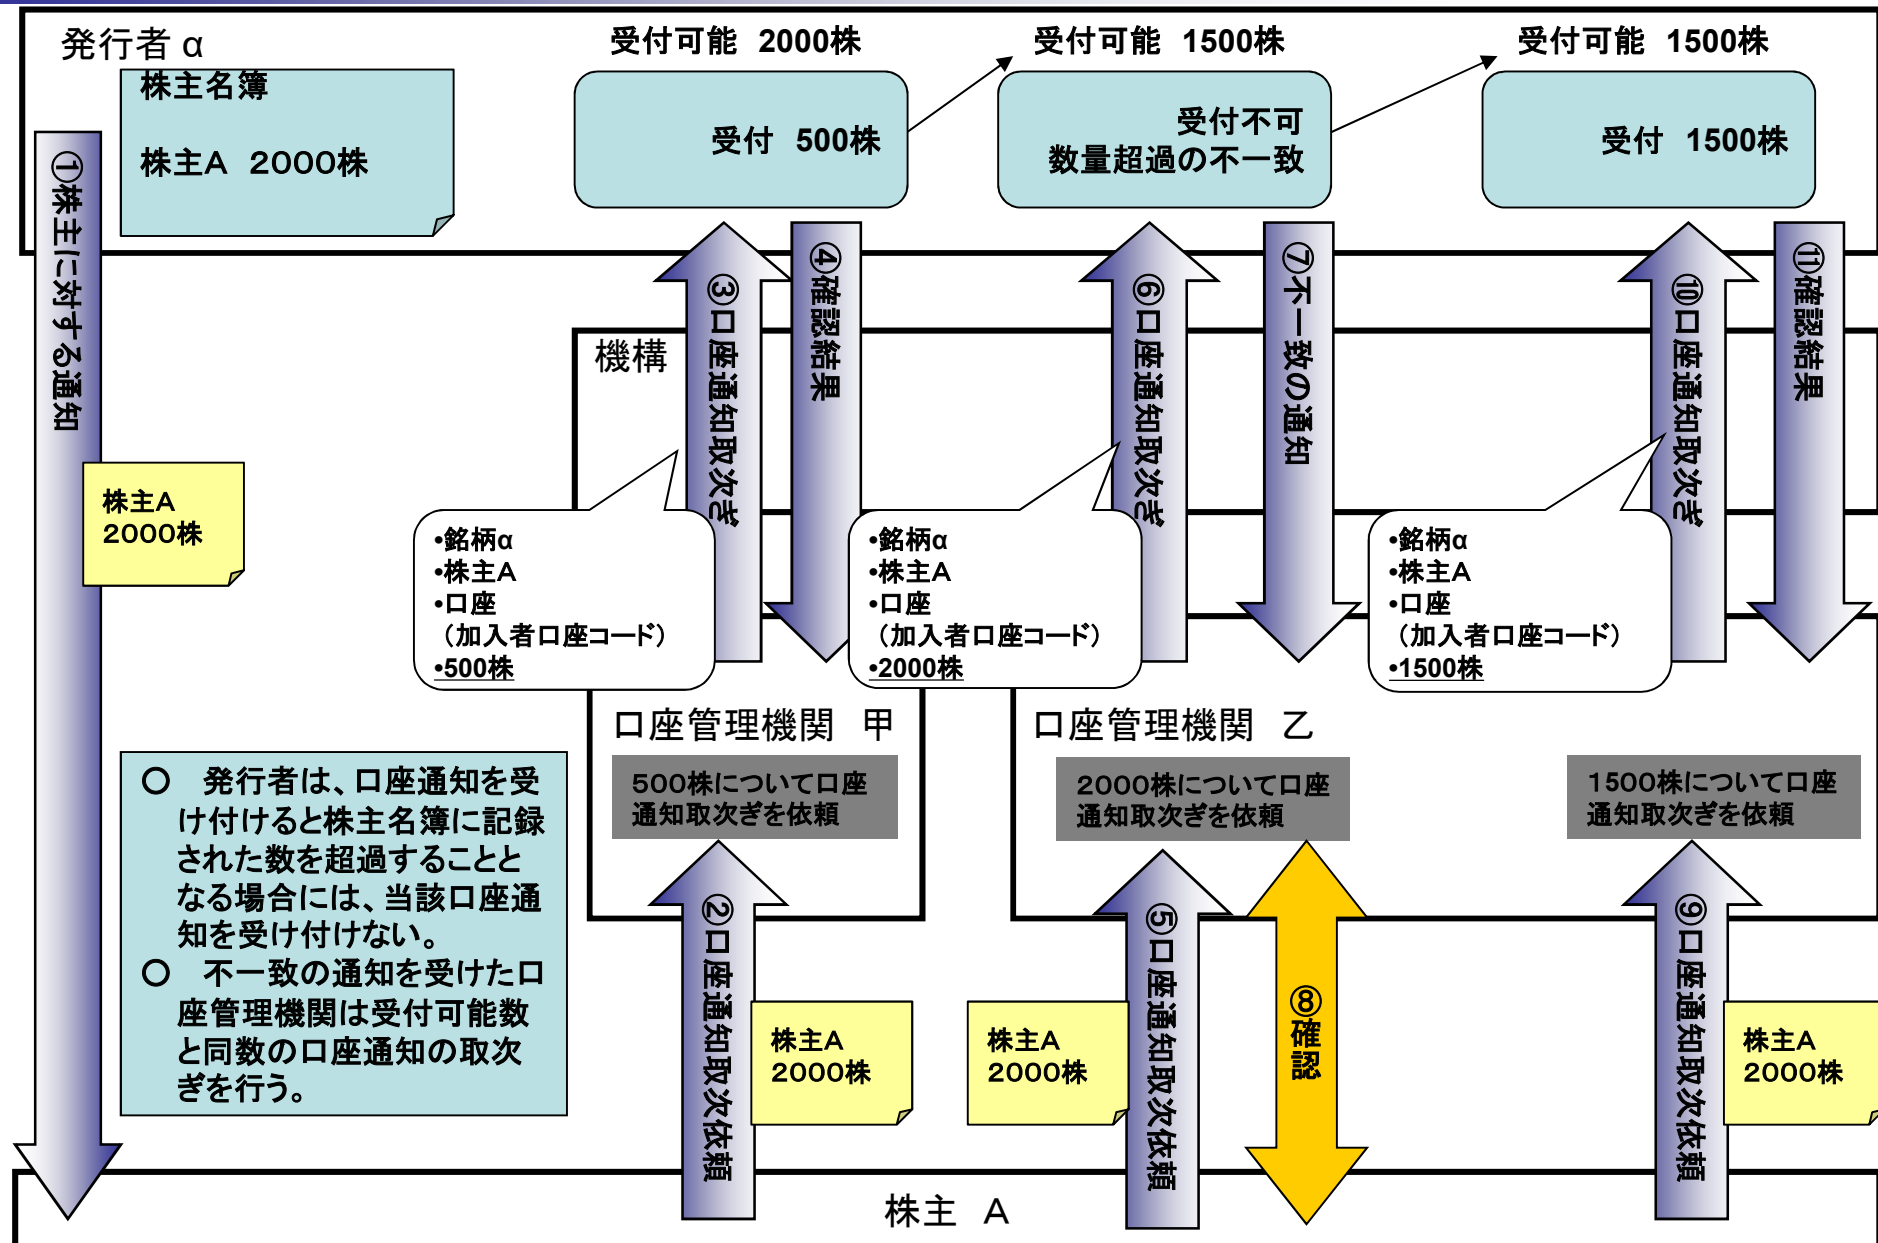 発行者 α
株主名簿
株主A 2000株
受付可能 2000株
受付 500株
受付可能 1500株
受付不可
数量超過の不一致
受付可能 1500株
受付 1500株
①株主に対する通知
株主A
2000株
③口座通知取次ぎ
④確認結果
⑥口座通知取次ぎ
⑦不一致の通知
⑩口座通知取次ぎ
⑪確認結果
機構
•銘柄α
•株主A
•口座
（加入者口座コード）
•500株
•銘柄α
•株主A
•口座
（加入者口座コード）
•2000株
•銘柄α
•株主A
•口座
（加入者口座コード）
•1500株
口座管理機関 甲
500株について口座
通知取次ぎを依頼
口座管理機関 乙
2000株について口座
通知取次ぎを依頼
1500株について口座
通知取次ぎを依頼
○ 発行者は、口座通知を受
け付けると株主名簿に記録
された数を超過することと
なる場合には、当該口座通
知を受け付けない。
○ 不一致の通知を受けた口
座管理機関は受付可能数
と同数の口座通知の取次
ぎを行う。
②口座通知取次依頼
株主A
2000株
株主A
2000株
⑤口座通知取次依頼
⑧確認
⑨口座通知取次依頼
株主A
2000株
株主 A